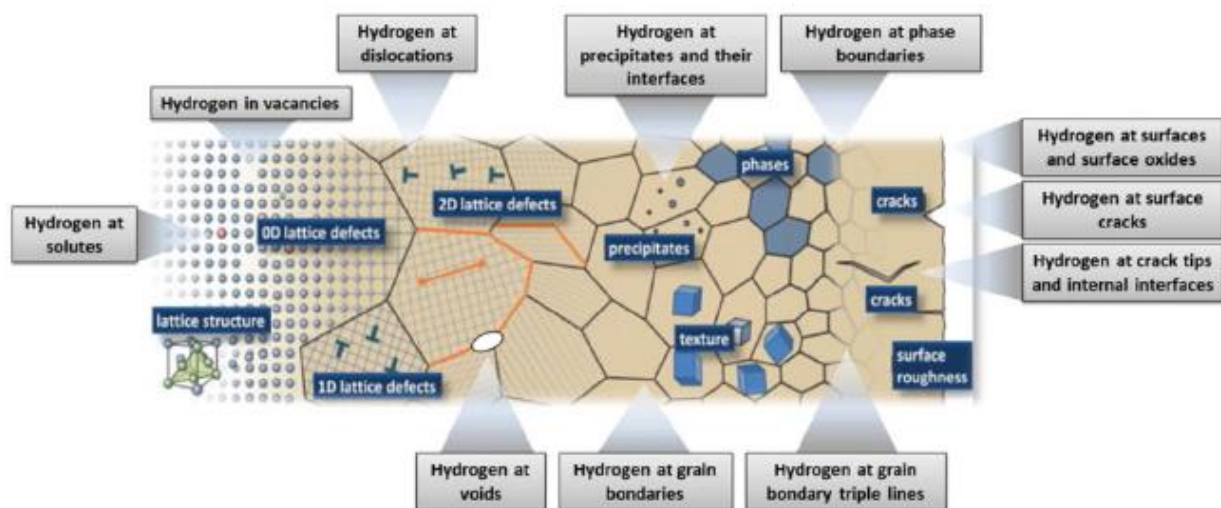 Hydrogen at
dislocations
Hydrogen at
precipitates and their
interfaces
Hydrogen at phase
boundaries
Hydrogen in vacancies
Hydrogen at surfaces
and surface oxides
Hydrogen at surface
cracks
Hydrogen at crack tips
and internal interfaces
Hydrogen at
solutes
phases
2D lattice defects
cracks
0D lattice defects
precipitates
cracks
lattice structure
texture
surface
roughness
1D lattice defects
Hydrogen at
voids
Hydrogen at grain
bondaries
Hydrogen at grain
bondary triple lines